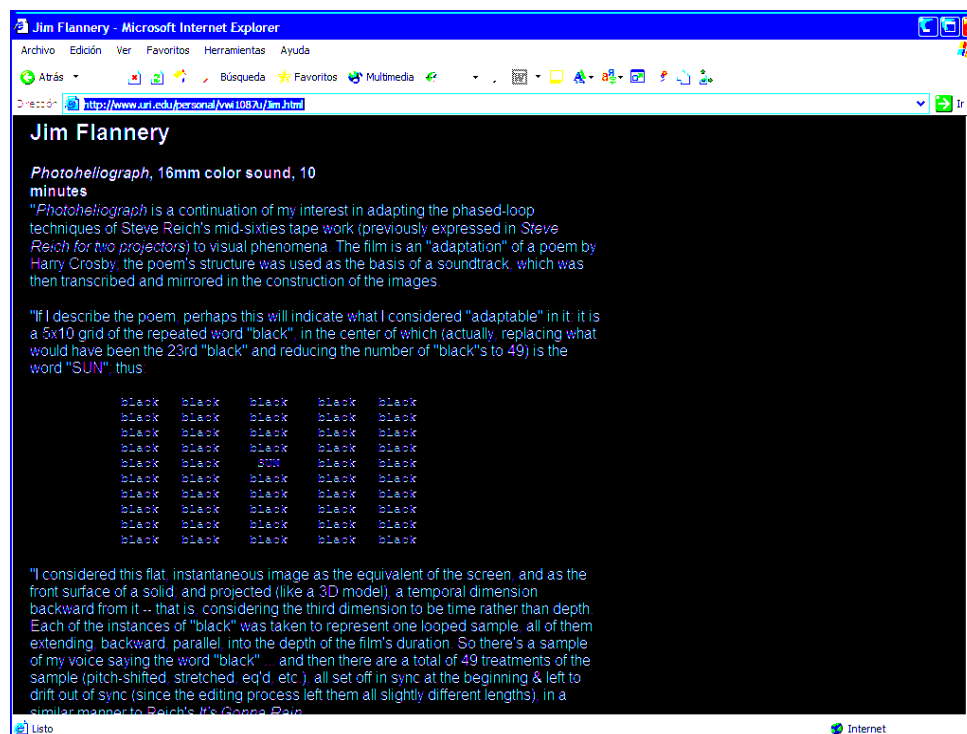 Jim Flannery - Microsoft Internet Explorer
Archivo Edición Ver Favoritos Herramientas Ayuda
Atrás Búsqueda Favoritos Multimedia
Dirección http://www.uri.edu/personal/vwi1087u/Jim.html Ir
Jim Flannery
Photoheliograph, 16mm color sound, 10
minutes
"Photoheliograph is a continuation of my interest in adapting the phased-loop
techniques of Steve Reich's mid-sixties tape work (previously expressed in Steve
Reich for two projectors) to visual phenomena. The film is an "adaptation" of a poem by
Harry Crosby; the poem's structure was used as the basis of a soundtrack, which was
then transcribed and mirrored in the construction of the images.
"If I describe the poem, perhaps this will indicate what I considered "adaptable" in it: it is
a 5x10 grid of the repeated word "black", in the center of which (actually, replacing what
would have been the 23rd "black" and reducing the number of "black"s to 49) is the
word "SUN"; thus:
black black black black black
black black black black black
black black black black black
black black black black black
black black SUN black black
black black black black black
black black black black black
black black black black black
black black black black black
black black black black black
"I considered this flat, instantaneous image as the equivalent of the screen, and as the
front surface of a solid; and projected (like a 3D model), a temporal dimension
backward from it -- that is, considering the third dimension to be time rather than depth.
Each of the instances of "black" was taken to represent one looped sample, all of them
extending, backward, parallel, into the depth of the film's duration. So there's a sample
of my voice saying the word "black" ... and then there are a total of 49 treatments of the
sample (pitch-shifted, stretched, eq'd, etc.), all set off in sync at the beginning & left to
drift out of sync (since the editing process left them all slightly different lengths), in a
similar manner to Reich's It's Gonna Rain.
Listo Internet